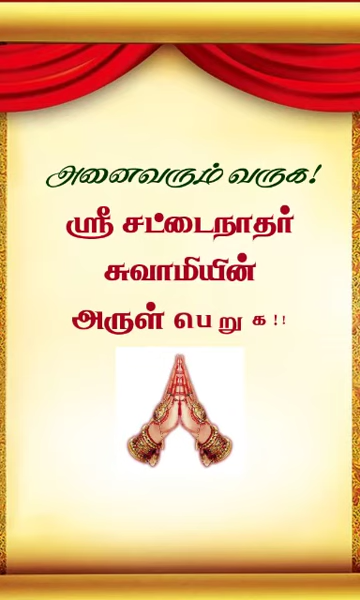 அனைவரும் வருக!
ஸ்ரீ சட்டைநாதர்
சுவாமியின்
அருள் பெறுக!!